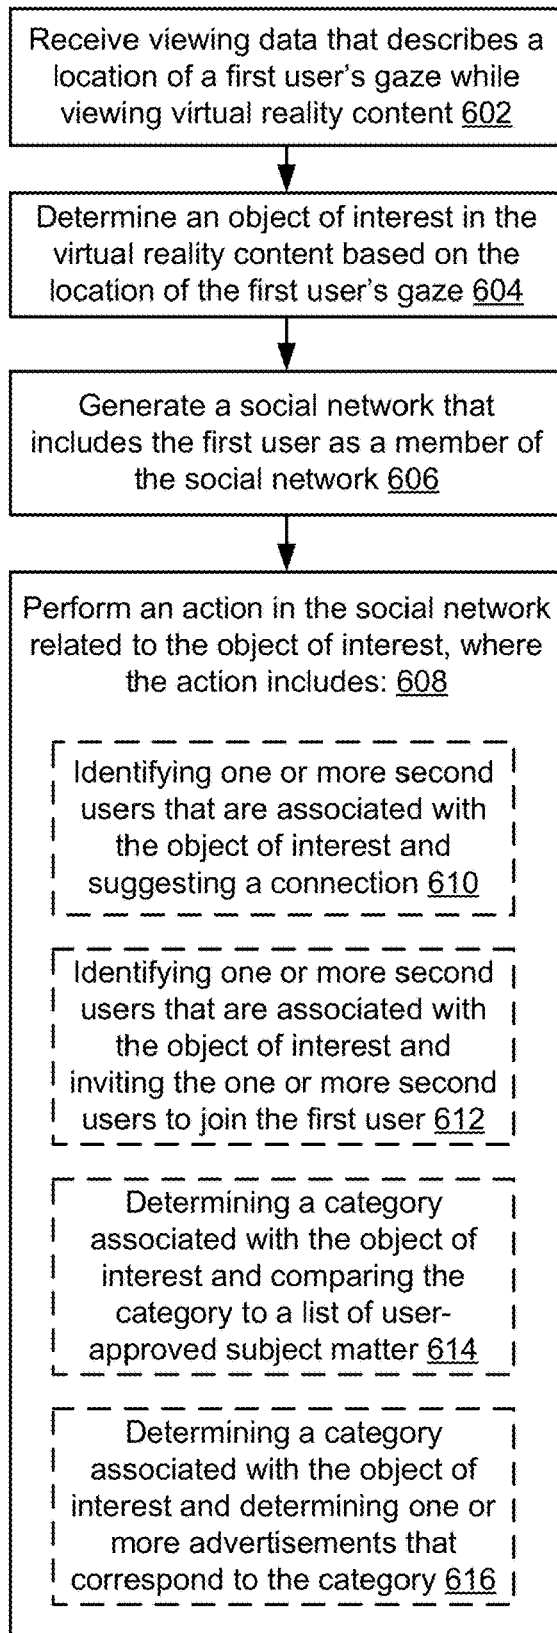 Receive viewing data that describes a
location of a first user's gaze while
viewing virtual reality content 602
Determine an object of interest in the
virtual reality content based on the
location of the first user's gaze 604
Generate a social network that
includes the first user as a member of
the social network 606
Perform an action in the social network
related to the object of interest, where
the action includes: 608
Identifying one or more second
users that are associated with
the object of interest and
suggesting a connection 610
Identifying one or more second
users that are associated with
the object of interest and
inviting the one or more second
users to join the first user 612
Determining a category
associated with the object of
interest and comparing the
category to a list of user-
approved subject matter 614
Determining a category
associated with the object of
interest and determining one or
more advertisements that
correspond to the category 616